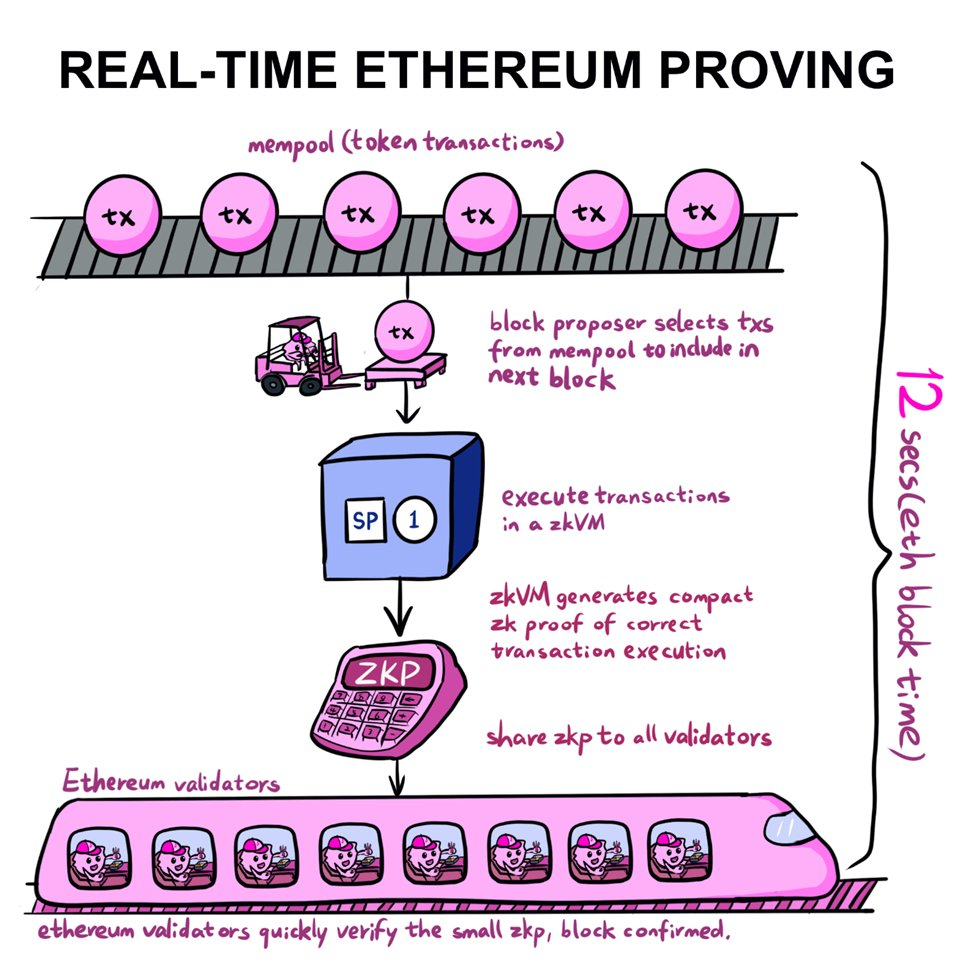 REAL-TIME ETHEREUM PROVING
mempool (token transactions)
tx
tx
tx
tx
tx
tx
tx
block proposer selects txs
from mempool to include in
next block
SP 1
execute transactions
in a zkVM
zkVM generates compact
zk proof of correct
transaction execution
ZKP
share zkp to all validators
12 secs(eth block time)
Ethereum validators
ethereum validators quickly verify the small zkp, block confirmed.